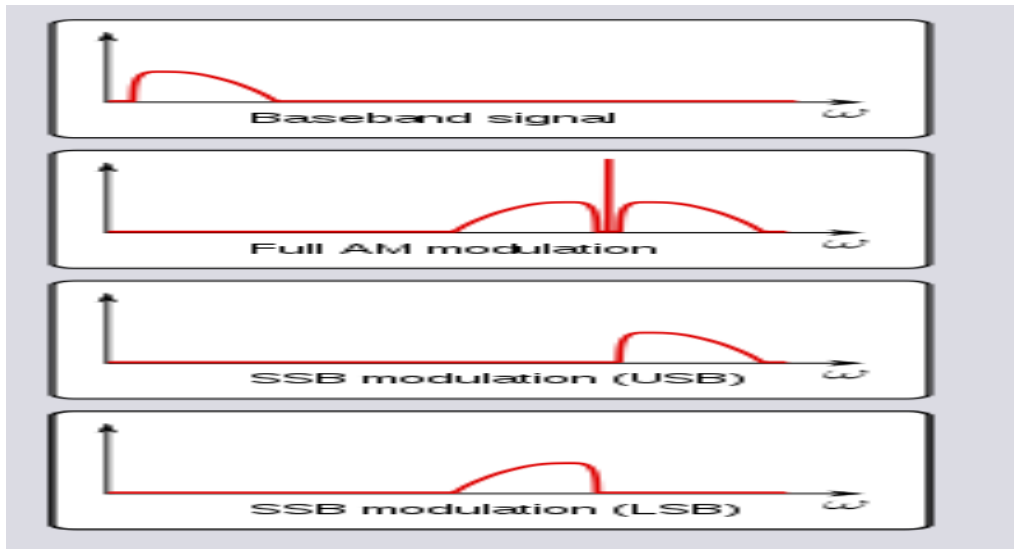 Baseband signal
ω
Full AM modulation
ω
SSB modulation (USB)
ω
SSB modulation (LSB)
ω